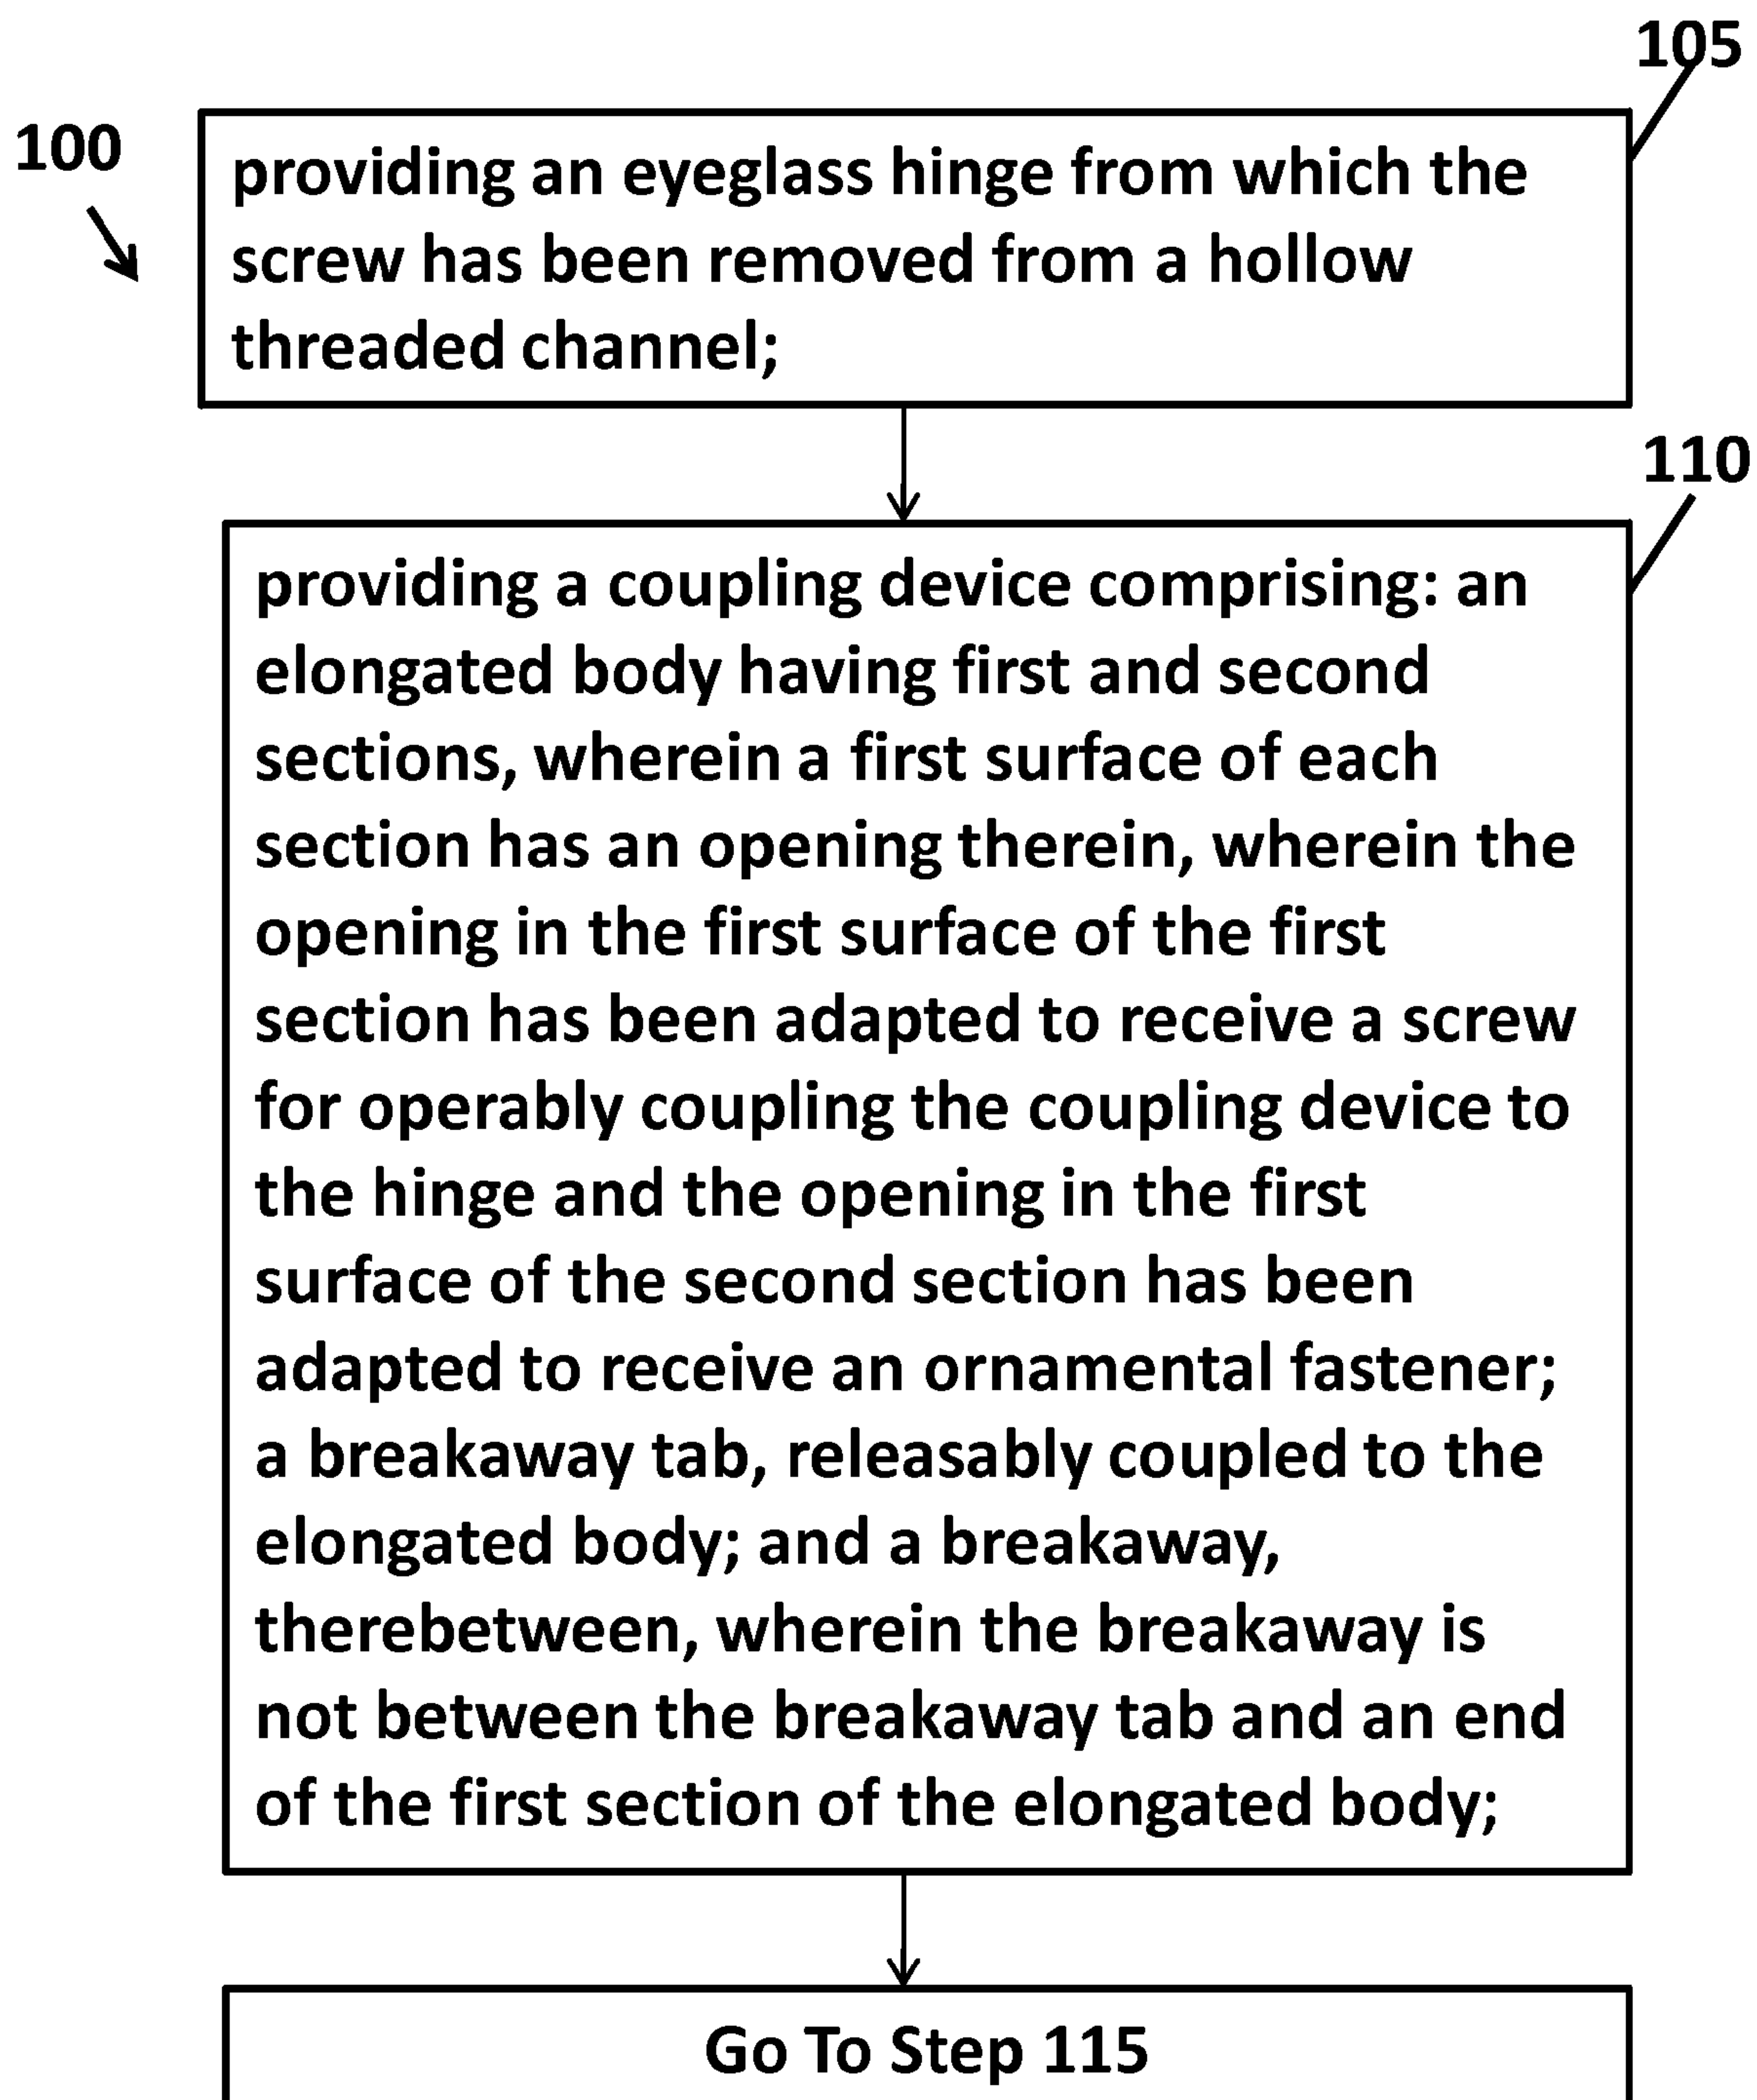 105
100
providing an eyeglass hinge from which the
screw has been removed from a hollow
threaded channel;
110
providing a coupling device comprising: an
elongated body having first and second
sections, wherein a first surface of each
section has an opening therein, wherein the
opening in the first surface of the first
section has been adapted to receive a screw
for operably coupling the coupling device to
the hinge and the opening in the first
surface of the second section has been
adapted to receive an ornamental fastener;
a breakaway tab, releasably coupled to the
elongated body; and a breakaway,
therebetween, wherein the breakaway is
not between the breakaway tab and an end
of the first section of the elongated body;
Go To Step 115